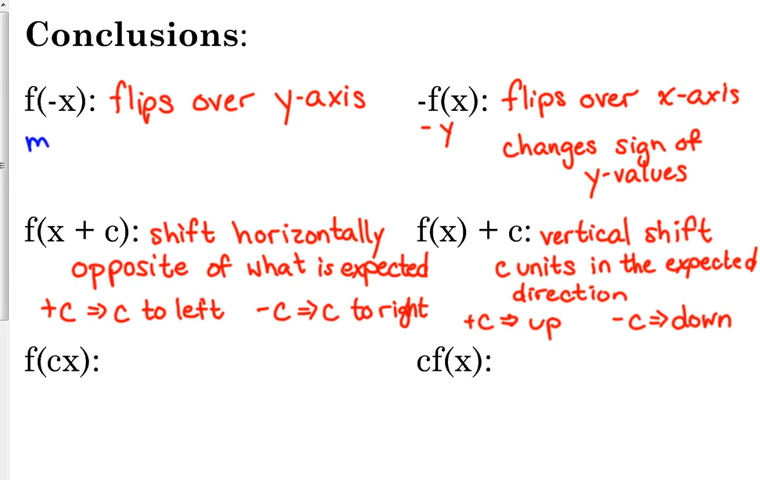 Conclusions:
f(-x): flips over y-axis
m
-f(x): flips over x-axis
-y
changes sign of
y-values
f(x + c): shift horizontally
opposite of what is expected
+c ⇒ c to left -c ⇒ c to right
f(x) + c: vertical shift
c units in the expected
direction
+c ⇒ up -c ⇒ down
f(cx):
cf(x):